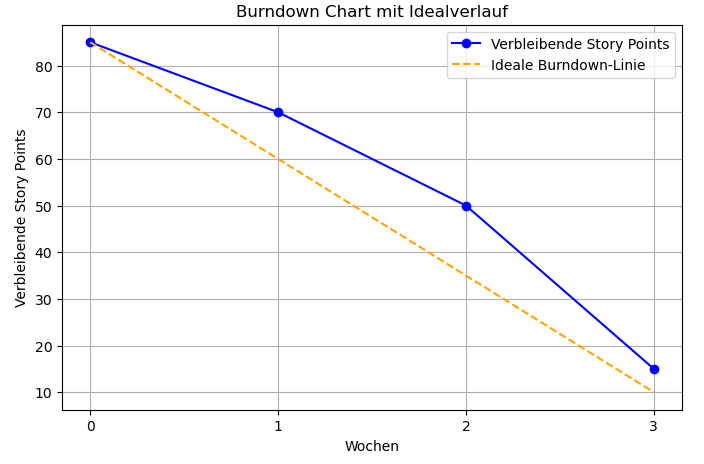 Burndown Chart mit Idealverlauf
Verbleibende Story Points
Ideale Burndown-Linie
Verbleibende Story Points
80
70
60
50
40
30
20
10
0
1
2
3
Wochen